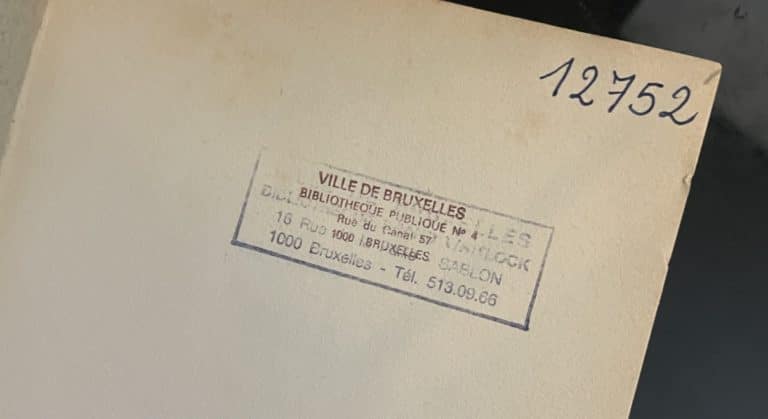 12752
VILLE DE BRUXELLES
BIBLIOTHEQUE PUBLIQUE Nº 4
Rue du Canal 57
1000 BRUXELLES
16 Rue SABLON
1000 Bruxelles - Tél. 513.09.66